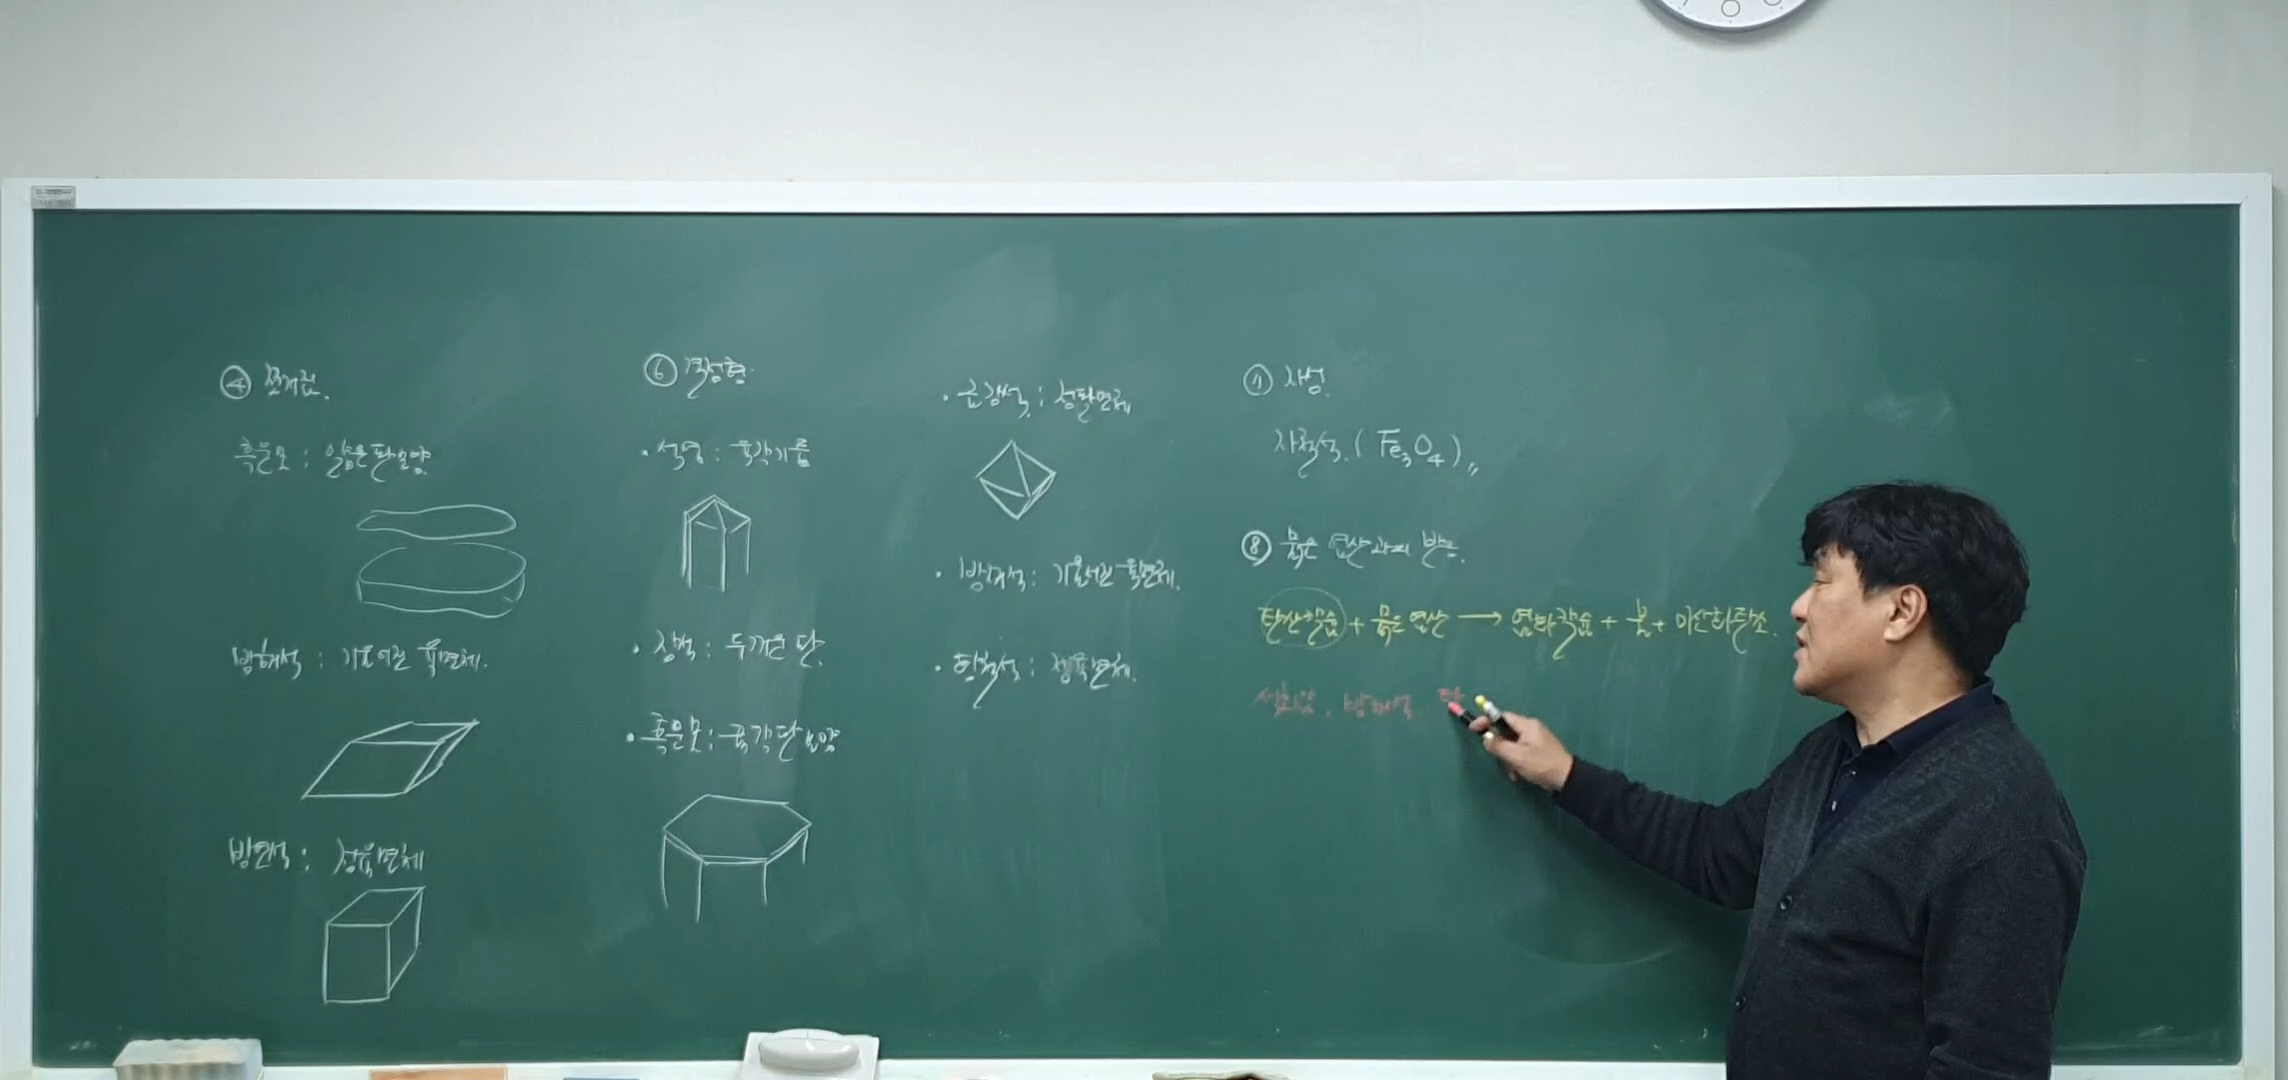 ④ 쪼개짐.
흑운모 : 얇은 판 모양
방해석 : 기울어진 육면체.
방연석 : 정육면체
⑥ 결정형
· 석영 : 육각기둥
· 장석 : 두꺼운 판.
· 흑운모 : 육각판 모양
· 금강석 : 정팔면체
· 방해석 : 기울어진 육면체.
· 황철석 : 정육면체.
⑦ 자성.
자철석 ( Fe₃O₄ )〃
⑧ 묽은 염산과의 반응.
탄산칼슘 + 묽은 염산 → 염화칼슘 + 물 + 이산화탄소.
석회암, 방해석, 탄